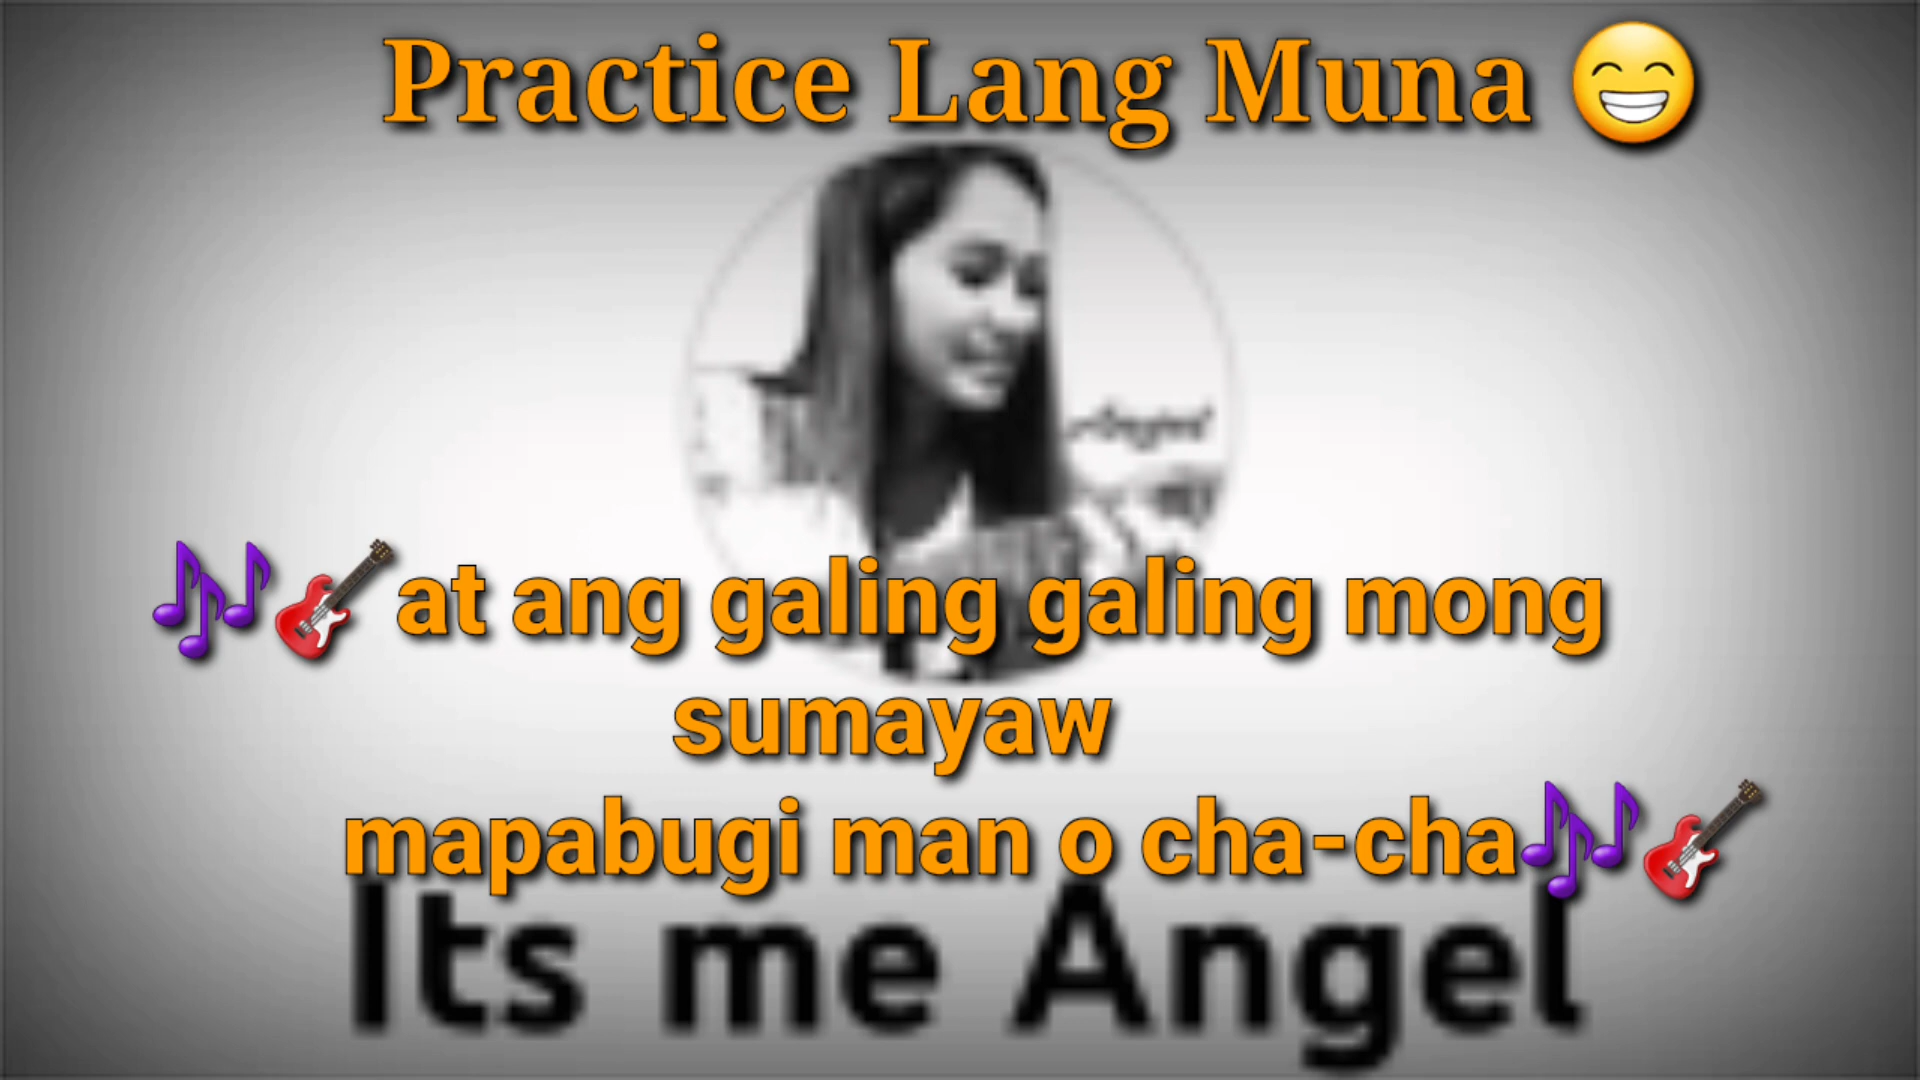 Practice Lang Muna 😁
🎶🎸at ang galing galing mong
sumayaw
mapabugi man o cha-cha🎶🎸
Its me Angel